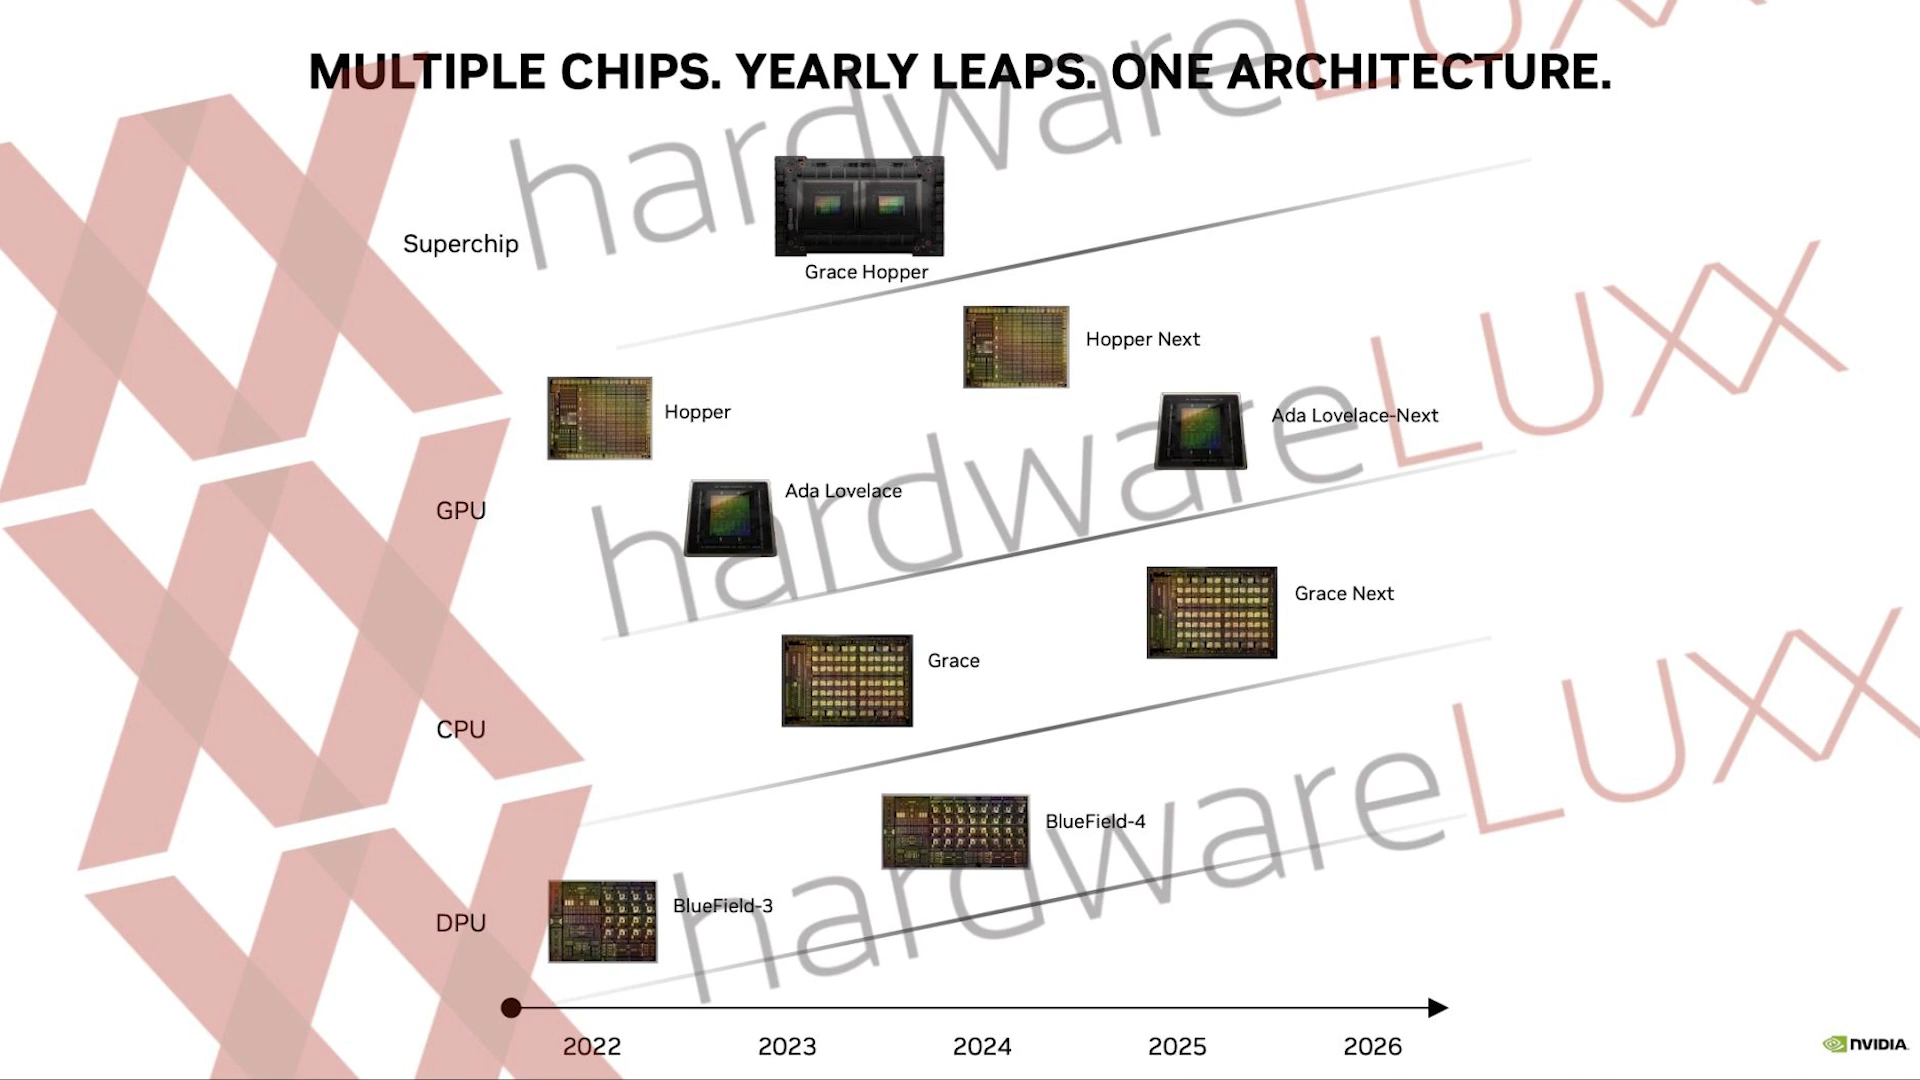 MULTIPLE CHIPS. YEARLY LEAPS. ONE ARCHITECTURE.
hardwareLUXX
Superchip
Grace Hopper
Hopper Next
Hopper
Ada Lovelace-Next
hardwareLUXX
Ada Lovelace
GPU
Grace Next
Grace
CPU
hardwareLUXX
BlueField-4
BlueField-3
DPU
2022 2023 2024 2025 2026
NVIDIA.